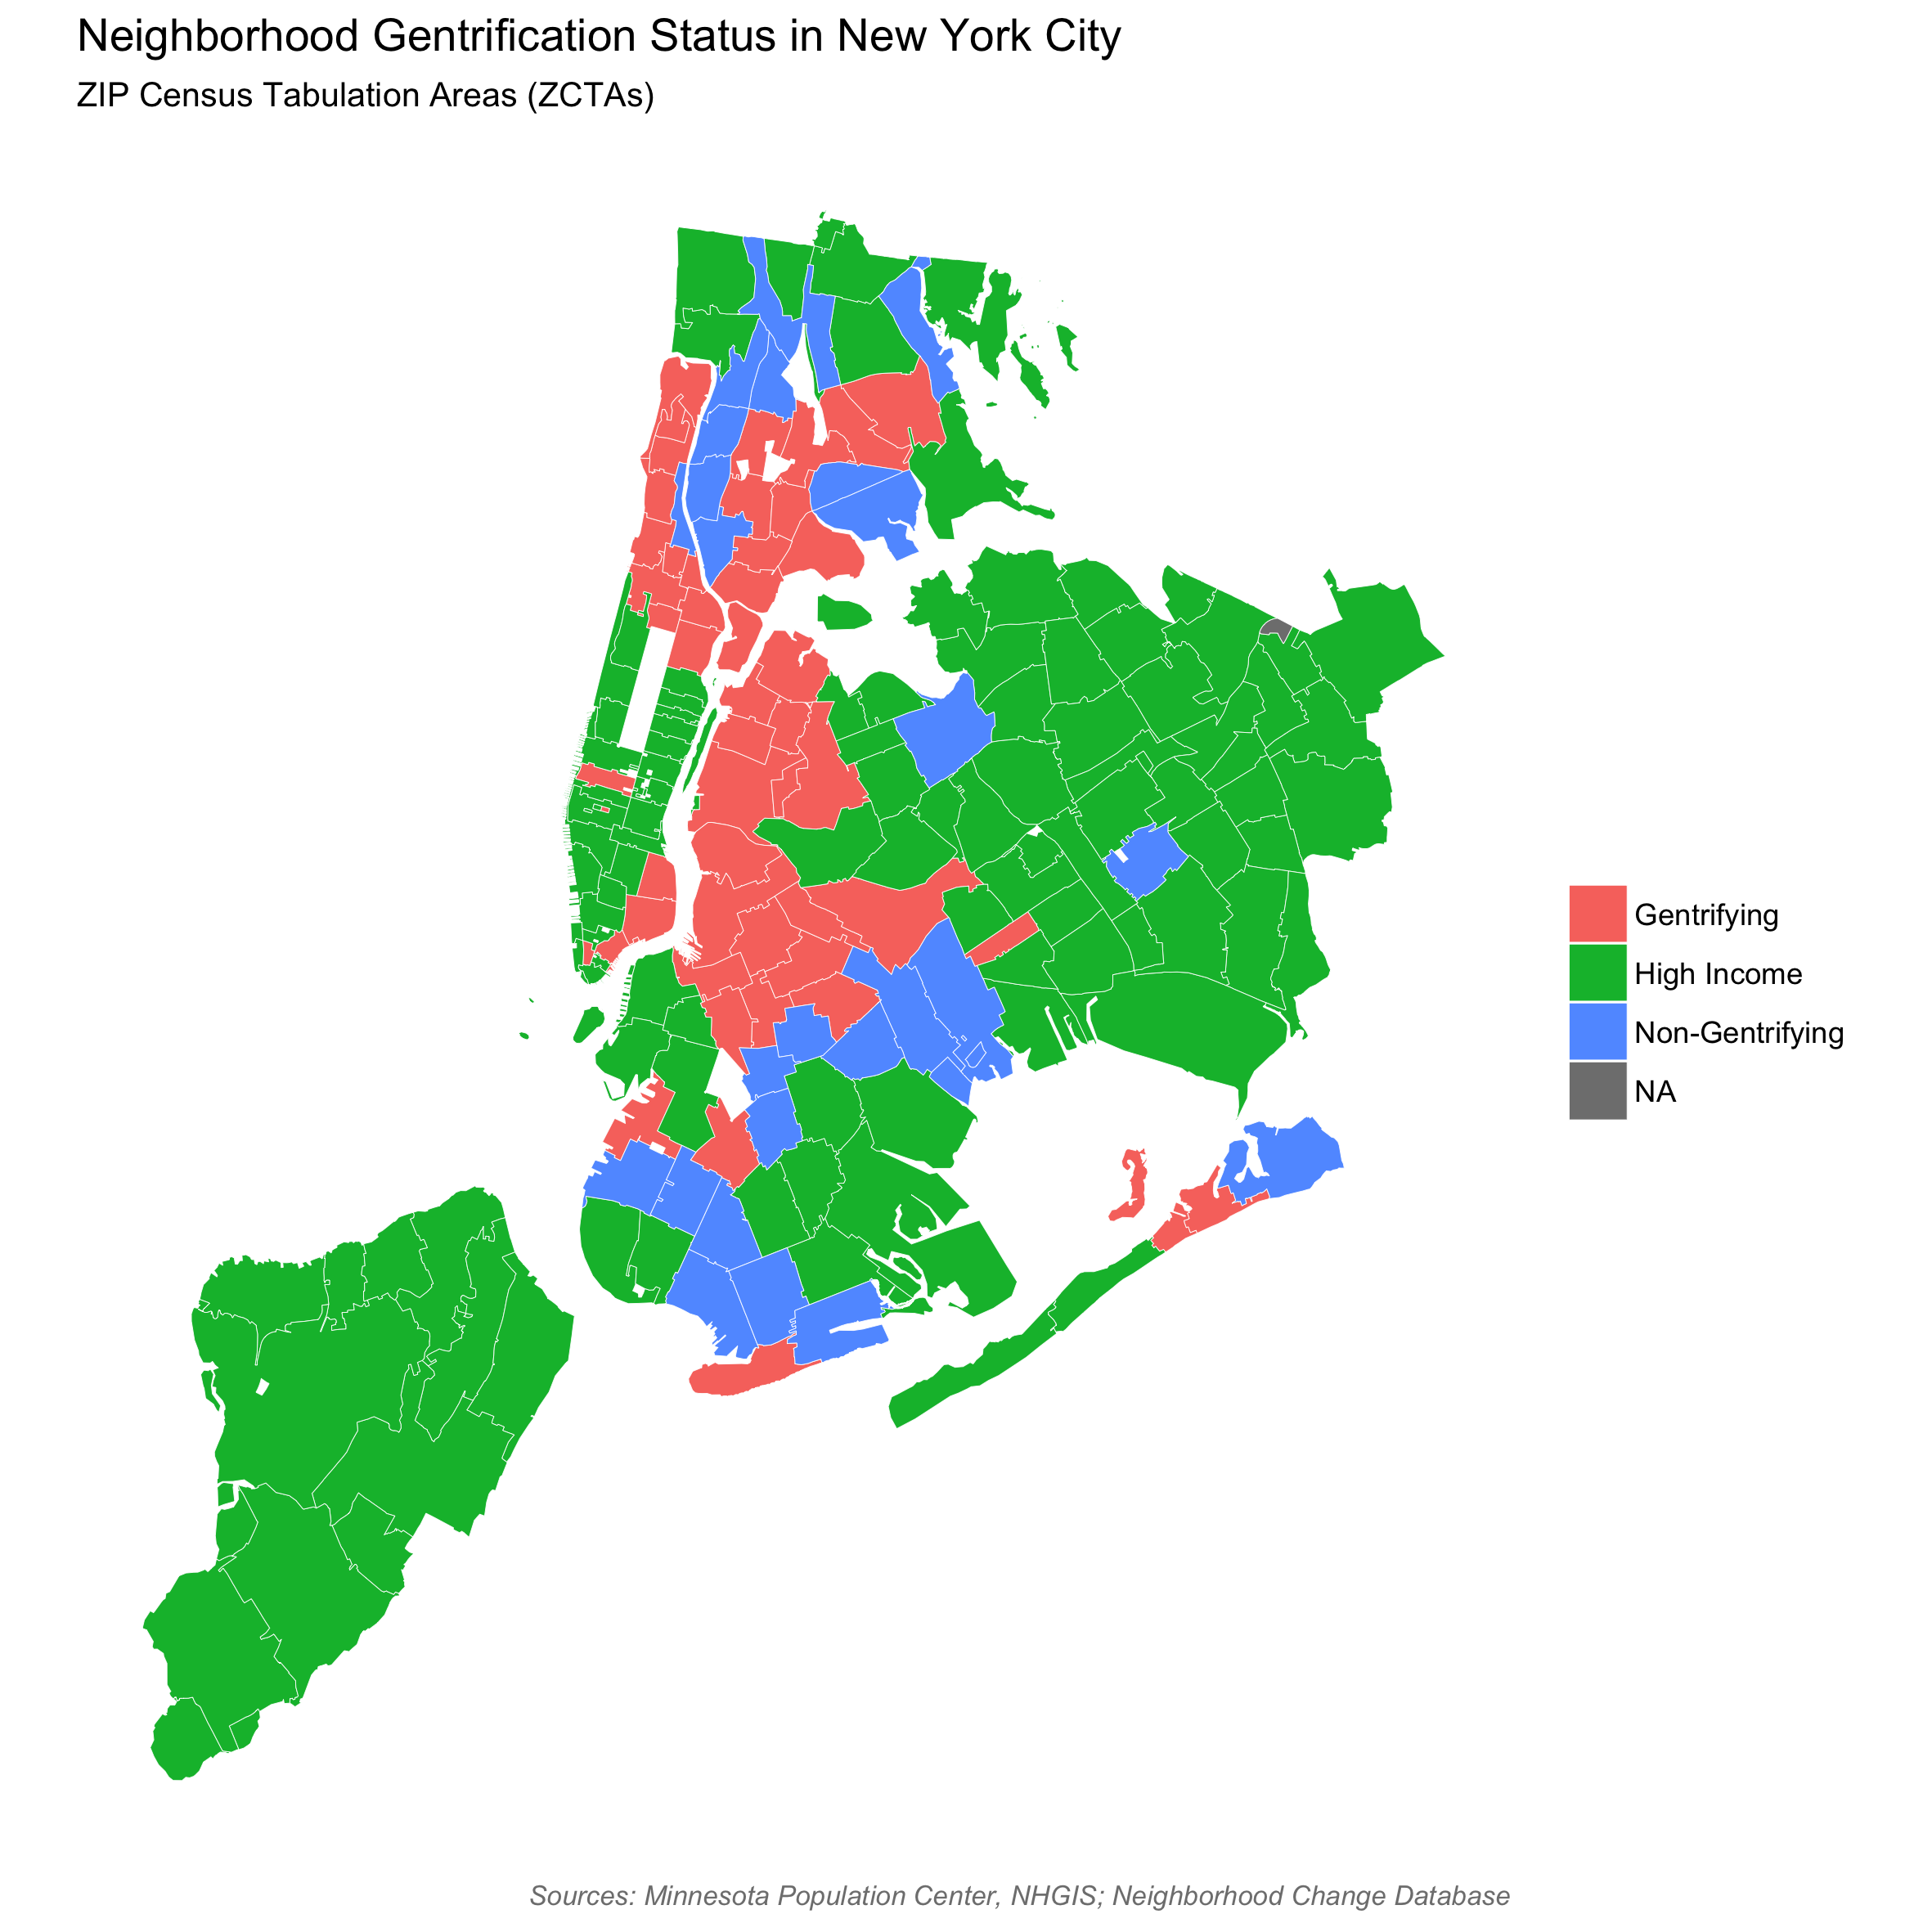 Neighborhood Gentrification Status in New York City
ZIP Census Tabulation Areas (ZCTAs)
Gentrifying
High Income
Non-Gentrifying
NA
Sources: Minnesota Population Center, NHGIS; Neighborhood Change Database